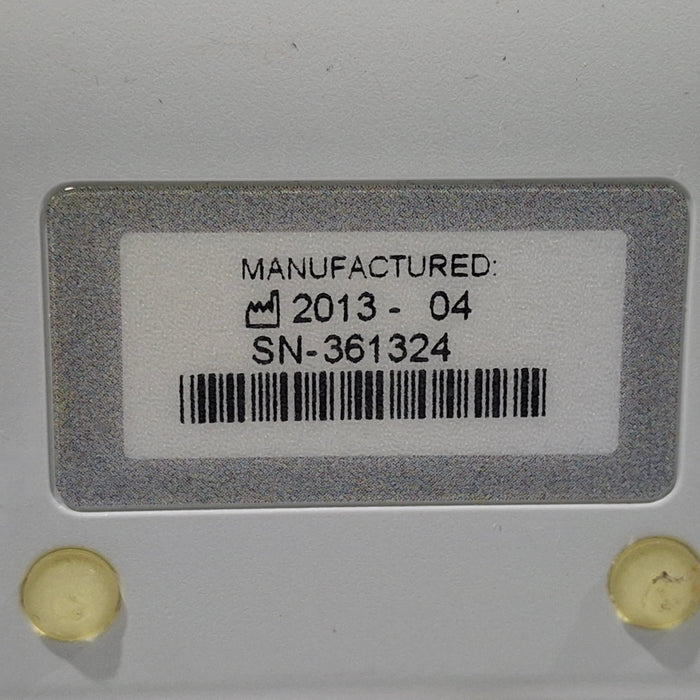 MANUFACTURED:
2013 - 04
SN-361324